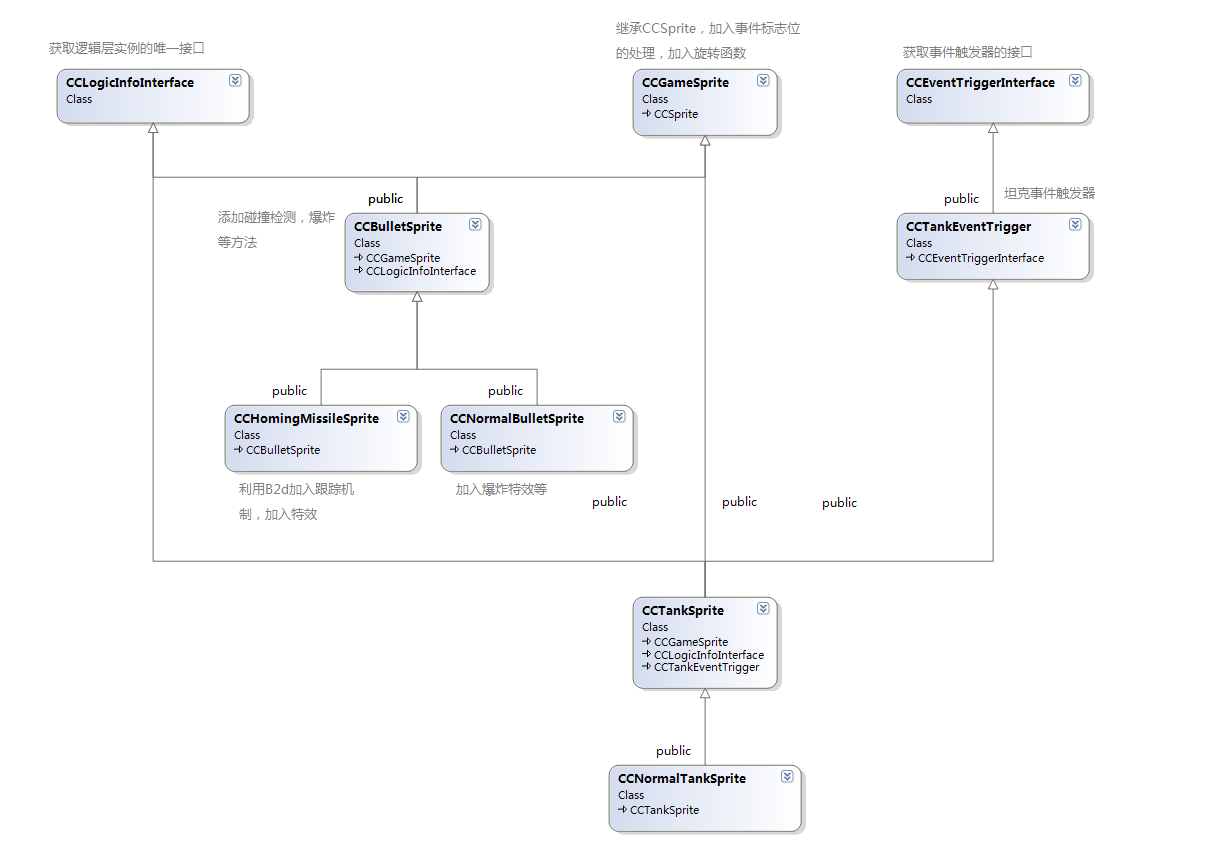 获取逻辑层实例的唯一接口
CCLogicInfoInterface
Class
继承CCSprite，加入事件标志位
的处理，加入旋转函数
CCGameSprite
Class
CCSprite
获取事件触发器的接口
CCEventTriggerInterface
Class
public
添加碰撞检测，爆炸
等方法
CCBulletSprite
Class
CCGameSprite
CCLogicInfoInterface
public
坦克事件触发器
CCTankEventTrigger
Class
CCEventTriggerInterface
public
CCHomingMissileSprite
Class
CCBulletSprite
利用B2d加入跟踪机
制，加入特效
public
CCNormalBulletSprite
Class
CCBulletSprite
加入爆炸特效等
public
public
public
CCTankSprite
Class
CCGameSprite
CCLogicInfoInterface
CCTankEventTrigger
public
CCNormalTankSprite
Class
CCTankSprite